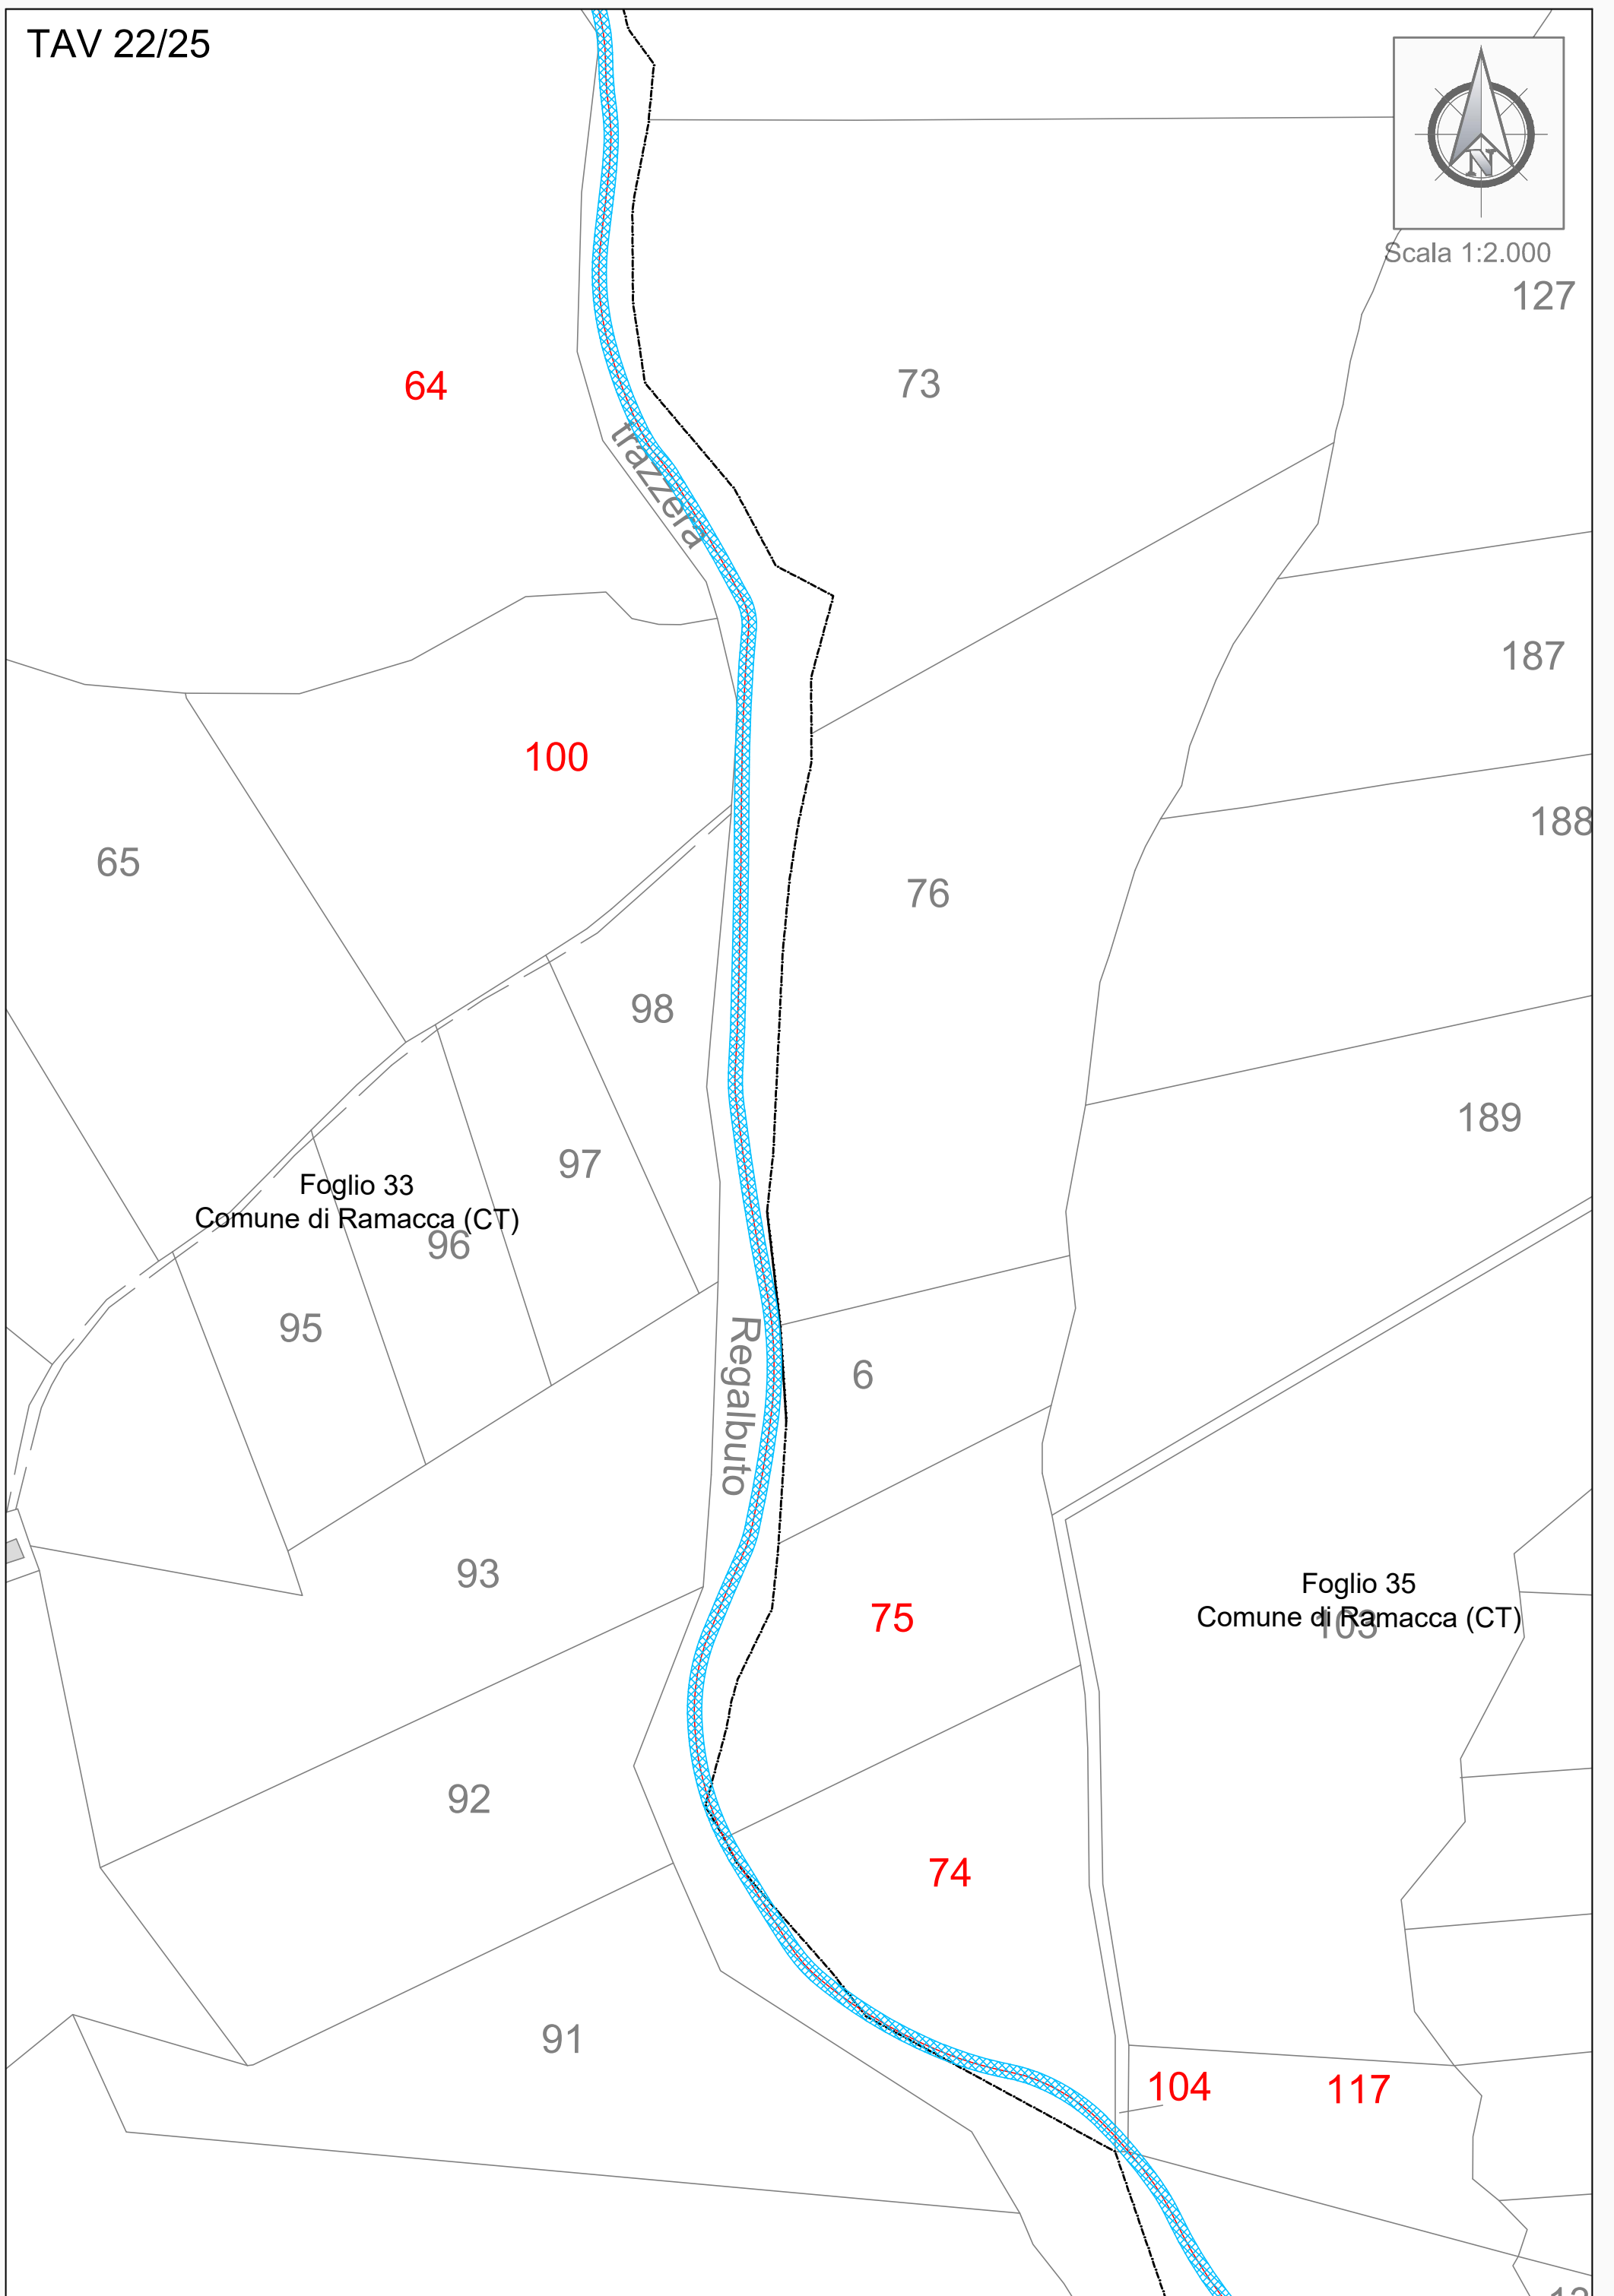 TAV 22/25
N
Scala 1:2.000
127
64
73
trazzera
187
100
188
65
76
98
189
97
Foglio 33
Comune di Ramacca (CT)
96
95
Regalbuto
6
93
Foglio 35
Comune di Ramacca (CT)
103
75
92
74
91
104
117